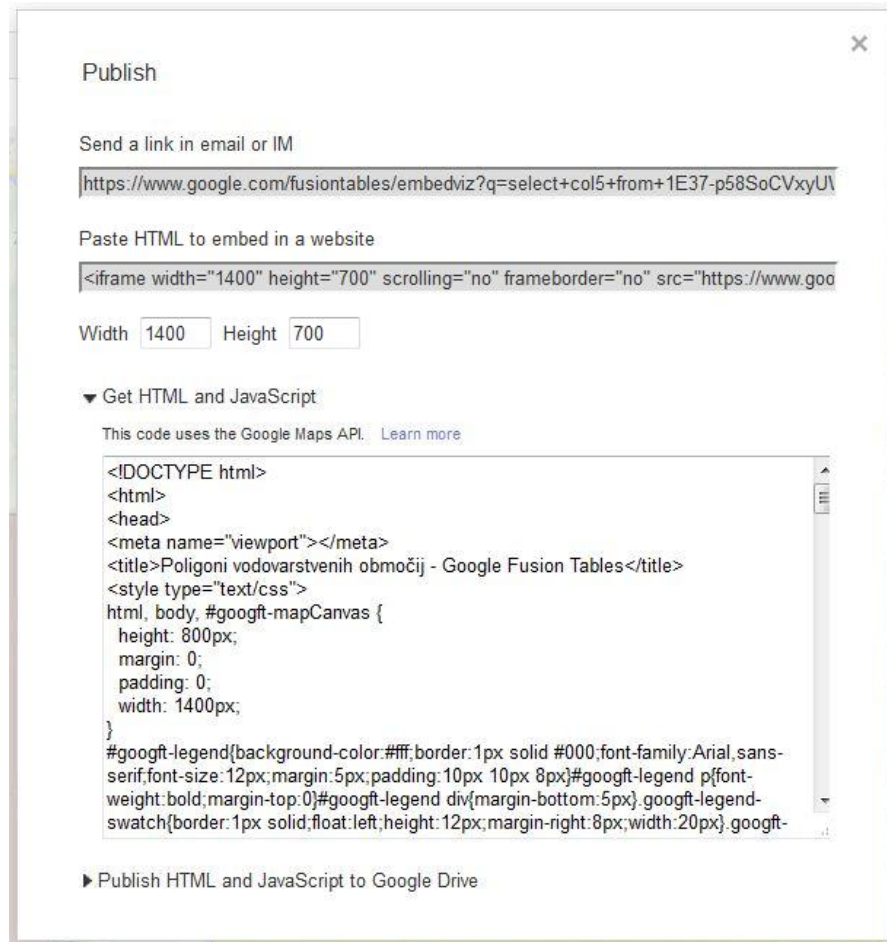 Publish
Send a link in email or IM
https://www.google.com/fusiontables/embedviz?q=select+col5+from+1E37-p58SoCVxyU\
Paste HTML to embed in a website
<iframe width="1400" height="700" scrolling="no" frameborder="no" src="https://www.goo
Width 1400 Height 700
Get HTML and JavaScript
This code uses the Google Maps API. Learn more
<!DOCTYPE html>
<html>
<head>
<meta name="viewport"></meta>
<title>Poligoni vodovarstvenih območij - Google Fusion Tables</title>
<style type="text/css">
html, body, #googft-mapCanvas {
height: 800px;
margin: 0;
padding: 0;
width: 1400px;
}
#googft-legend{background-color:#fff;border:1px solid #000;font-family:Arial,sans-
serif;font-size:12px;margin:5px;padding:10px 10px 8px}#googft-legend p{font-
weight:bold;margin-top:0}#googft-legend div{margin-bottom:5px}.googft-legend-
swatch{border:1px solid;float:left;height:12px;margin-right:8px;width:20px}.googft-
Publish HTML and JavaScript to Google Drive